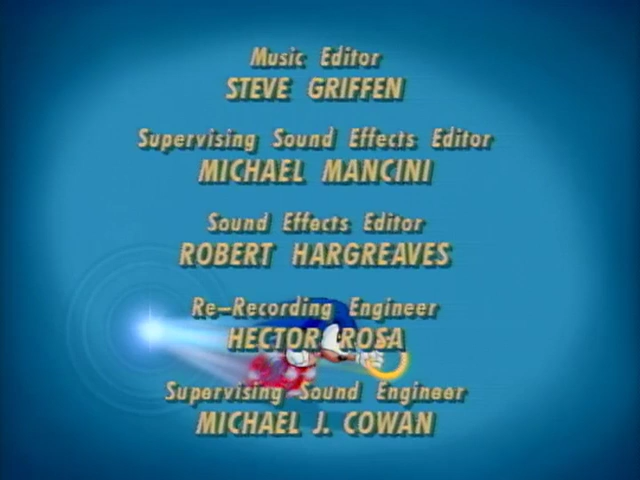 Music Editor
STEVE GRIFFEN
Supervising Sound Effects Editor
MICHAEL MANCINI
Sound Effects Editor
ROBERT HARGREAVES
Re-Recording Engineer
HECTOR ROSA
Supervising Sound Engineer
MICHAEL J. COWAN